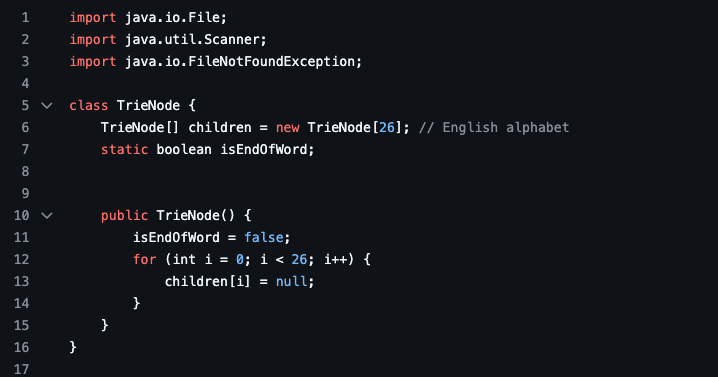 1 import java.io.File;
2 import java.util.Scanner;
3 import java.io.FileNotFoundException;
4
5 class TrieNode {
6     TrieNode[] children = new TrieNode[26]; // English alphabet
7     static boolean isEndOfWord;
8
9
10     public TrieNode() {
11         isEndOfWord = false;
12         for (int i = 0; i < 26; i++) {
13             children[i] = null;
14         }
15     }
16 }
17